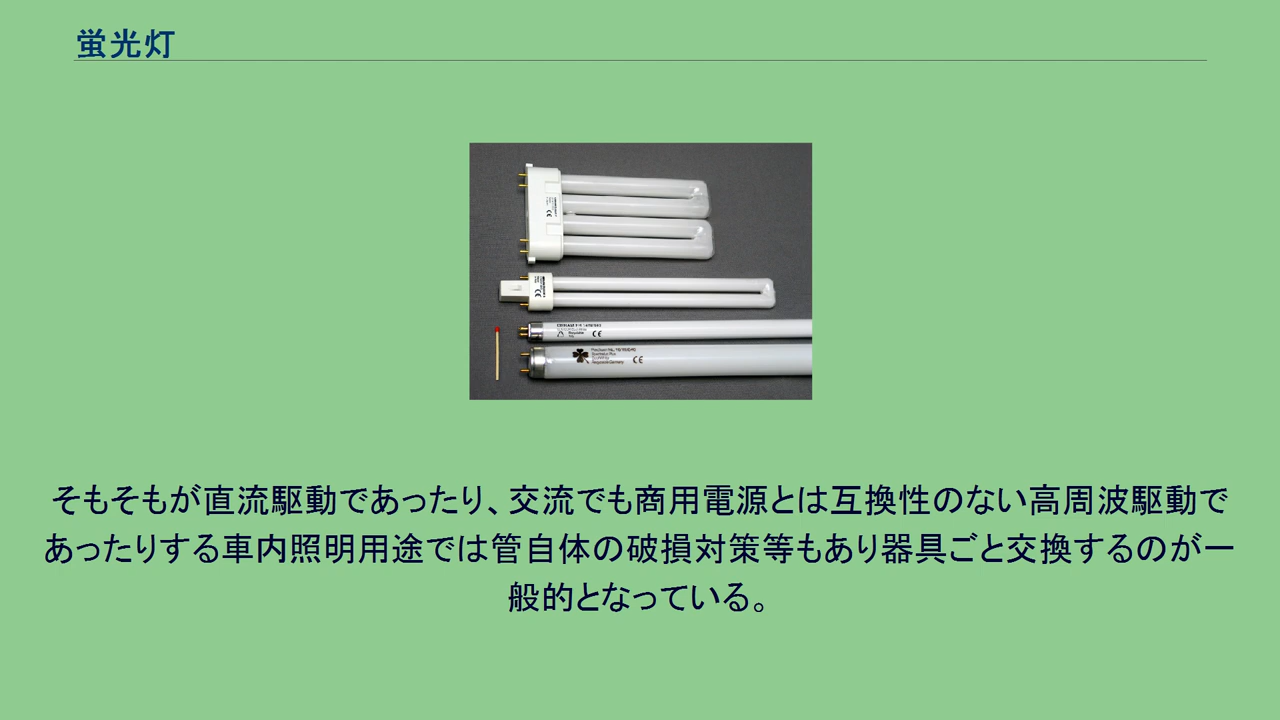 蛍光灯
CE
CE
CE
CE
そもそもが直流駆動であったり、交流でも商用電源とは互換性のない高周波駆動で
あったりする車内照明用途では管自体の破損対策等もあり器具ごと交換するのが一
般的となっている。